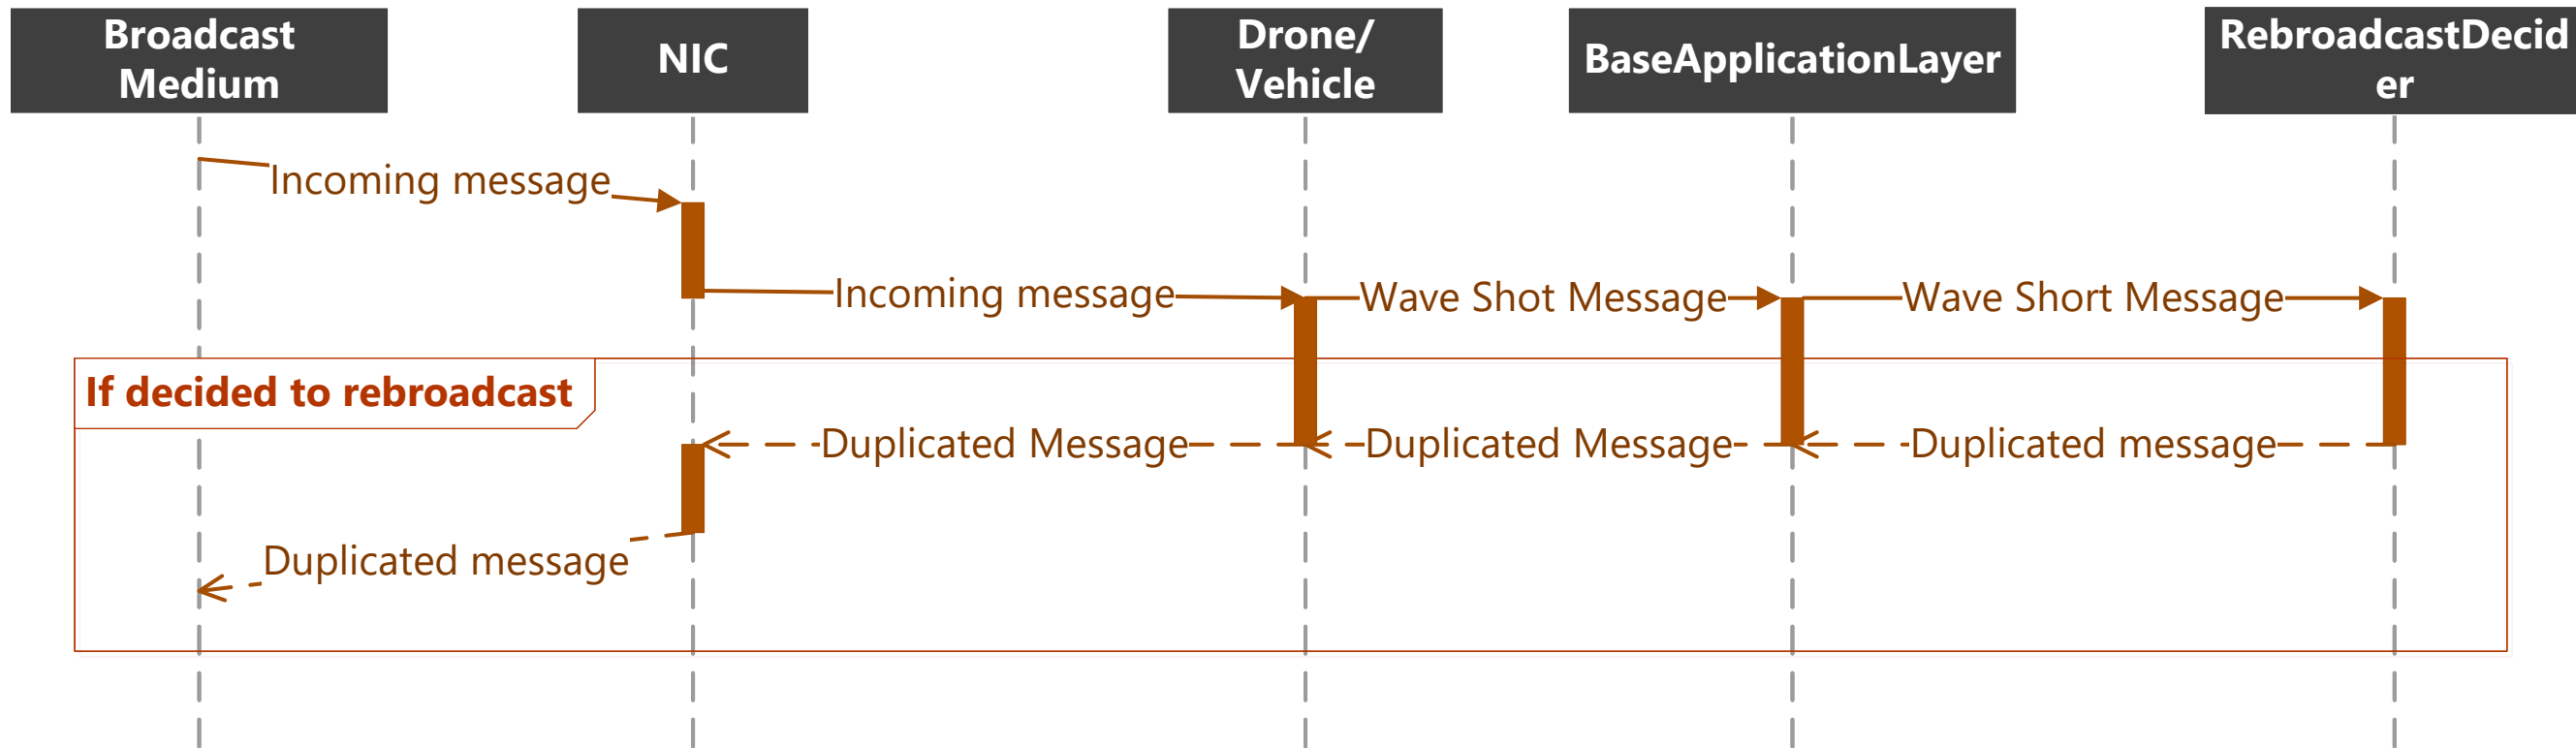 Broadcast
Medium
NIC
Drone/
Vehicle
BaseApplicationLayer
RebroadcastDecid
er
Incoming message
Incoming message
Wave Shot Message
Wave Short Message
If decided to rebroadcast
Duplicated Message
Duplicated Message
Duplicated message
Duplicated message